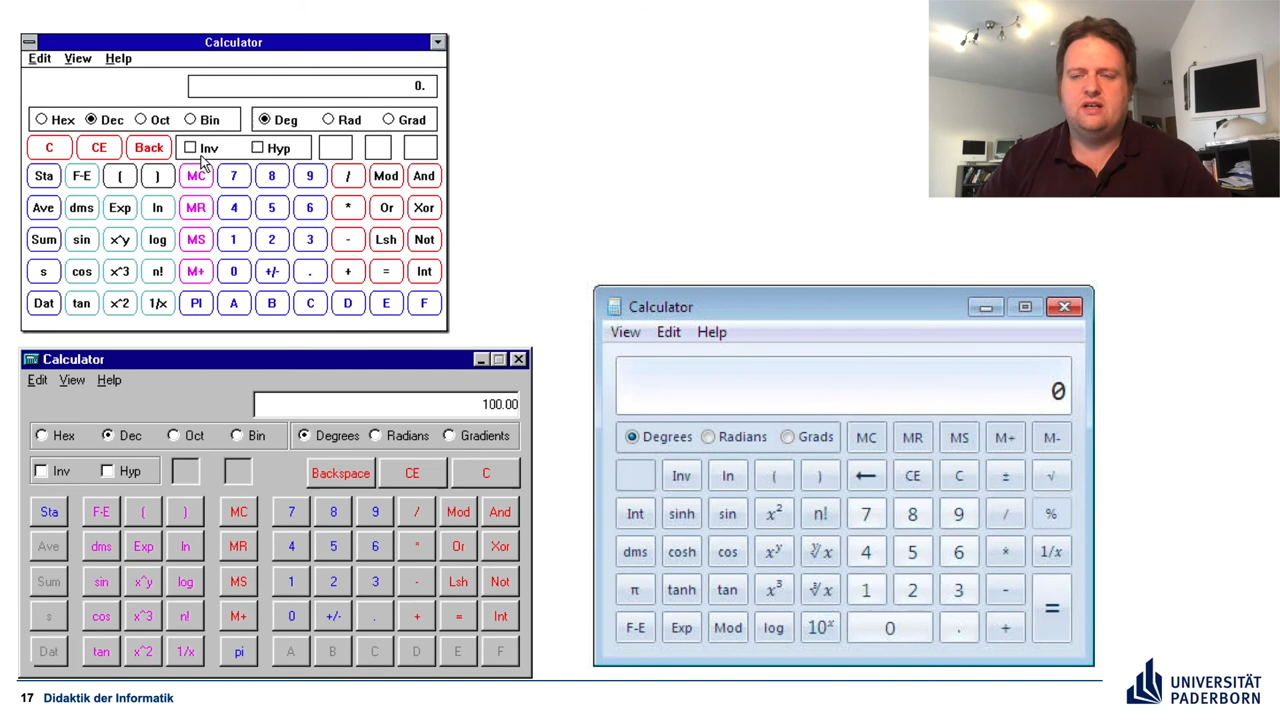 Calculator
Edit View Help
0.
Hex Dec Oct Bin Deg Rad Grad
C CE Back Inv Hyp
Sta F-E ( ) MC 7 8 9 / Mod And
Ave dms Exp ln MR 4 5 6 * Or Xor
Sum sin x^y log MS 1 2 3 - Lsh Not
s cos x^3 n! M+ 0 +/- . + = Int
Dat tan x^2 1/x PI A B C D E F
Calculator
Edit View Help
100.00
Hex Dec Oct Bin Degrees Radians Gradients
Inv Hyp Backspace CE C
Sta F-E ( ) MC 7 8 9 / Mod And
Ave dms Exp ln MR 4 5 6 * Or Xor
Sum sin x^y log MS 1 2 3 - Lsh Not
s cos x^3 n! M+ 0 +/- . + = Int
Dat tan x^2 1/x pi A B C D E F
Calculator
View Edit Help
0
Degrees Radians Grads MC MR MS M+ M-
Inv ln ( ) ← CE C ± √
Int sinh sin x² n! 7 8 9 / %
dms cosh cos xʸ ʸ√x 4 5 6 * 1/x
π tanh tan x³ ³√x 1 2 3 - =
F-E Exp Mod log 10ˣ 0 . +
17 Didaktik der Informatik
UNIVERSITÄT
PADERBORN